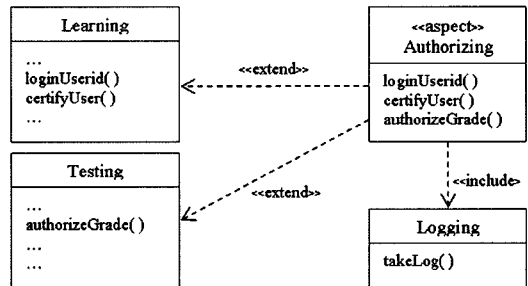 Learning
...
loginUserid( )
certifyUser( )
...
<<extend>>
<<aspect>>
Authorizing
loginUserid( )
certifyUser( )
authorizeGrade( )
Testing
...
authorizeGrade( )
...
...
<<extend>>
<<include>>
Logging
takeLog( )